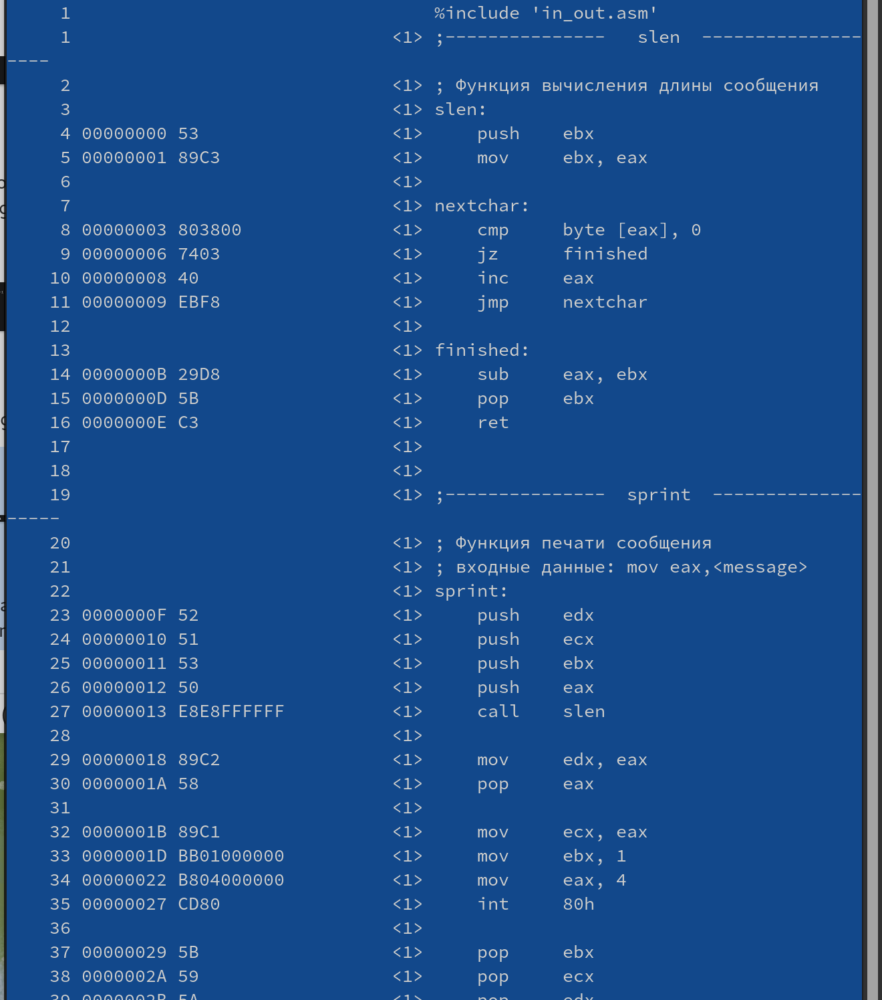 1 %include 'in_out.asm'
1 <1> ;--------------- slen ---------------
----
2 <1> ; Функция вычисления длины сообщения
3 <1> slen:
4 00000000 53 <1> push ebx
5 00000001 89C3 <1> mov ebx, eax
6 <1>
7 <1> nextchar:
8 00000003 803800 <1> cmp byte [eax], 0
9 00000006 7403 <1> jz finished
10 00000008 40 <1> inc eax
11 00000009 EBF8 <1> jmp nextchar
12 <1>
13 <1> finished:
14 0000000B 29D8 <1> sub eax, ebx
15 0000000D 5B <1> pop ebx
16 0000000E C3 <1> ret
17 <1>
18 <1>
19 <1> ;--------------- sprint --------------
-----
20 <1> ; Функция печати сообщения
21 <1> ; входные данные: mov eax,<message>
22 <1> sprint:
23 0000000F 52 <1> push edx
24 00000010 51 <1> push ecx
25 00000011 53 <1> push ebx
26 00000012 50 <1> push eax
27 00000013 E8E8FFFFFF <1> call slen
28 <1>
29 00000018 89C2 <1> mov edx, eax
30 0000001A 58 <1> pop eax
31 <1>
32 0000001B 89C1 <1> mov ecx, eax
33 0000001D BB01000000 <1> mov ebx, 1
34 00000022 B804000000 <1> mov eax, 4
35 00000027 CD80 <1> int 80h
36 <1>
37 00000029 5B <1> pop ebx
38 0000002A 59 <1> pop ecx
39 0000002B 5A <1> pop edx